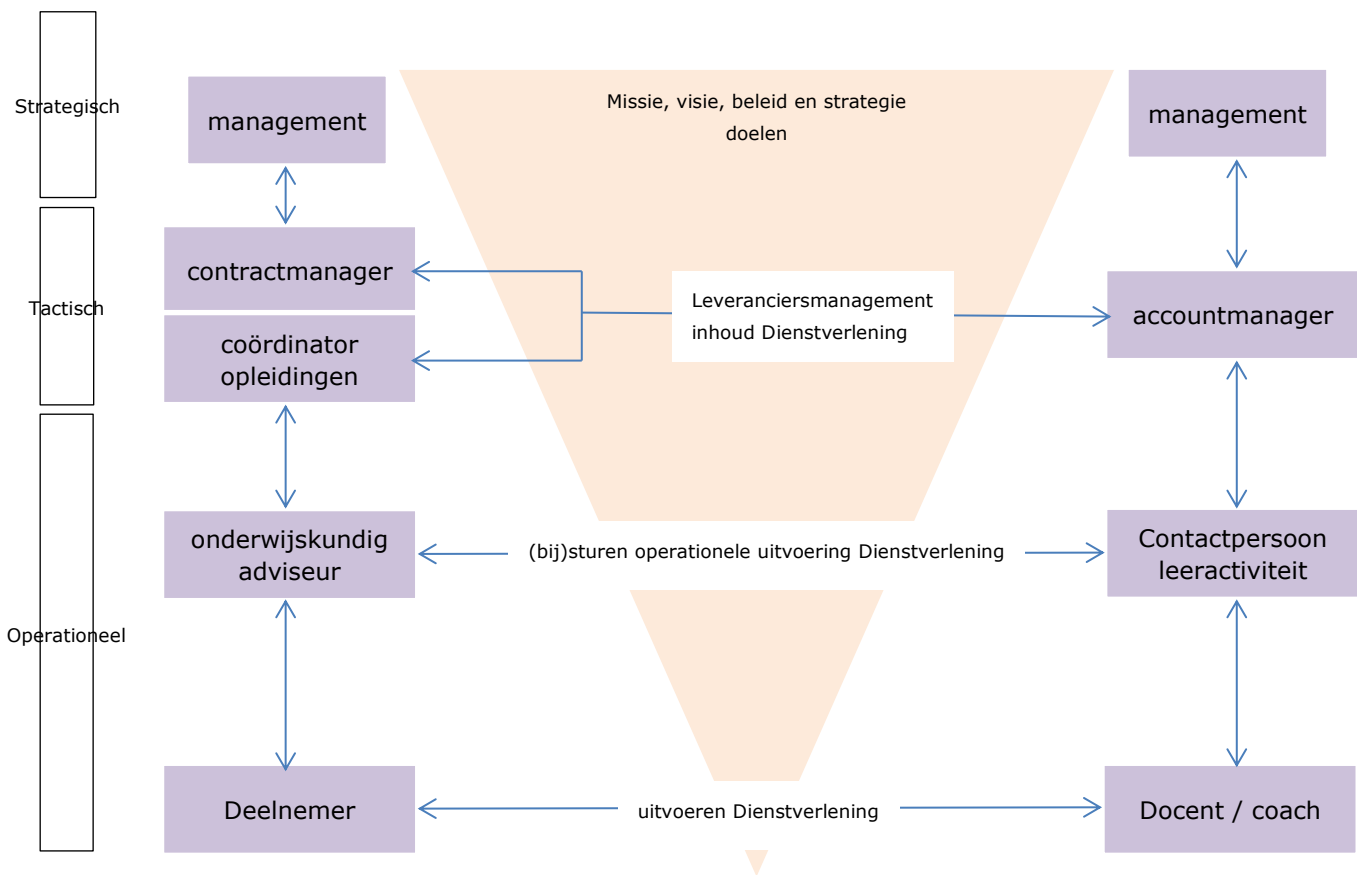 Strategisch
management
Missie, visie, beleid en strategie
doelen
management
Tactisch
contractmanager
coördinator
opleidingen
Leveranciersmanagement
inhoud Dienstverlening
accountmanager
Operationeel
onderwijskundig
adviseur
(bij)sturen operationele uitvoering Dienstverlening
Contactpersoon
leeractiviteit
Deelnemer
uitvoeren Dienstverlening
Docent / coach